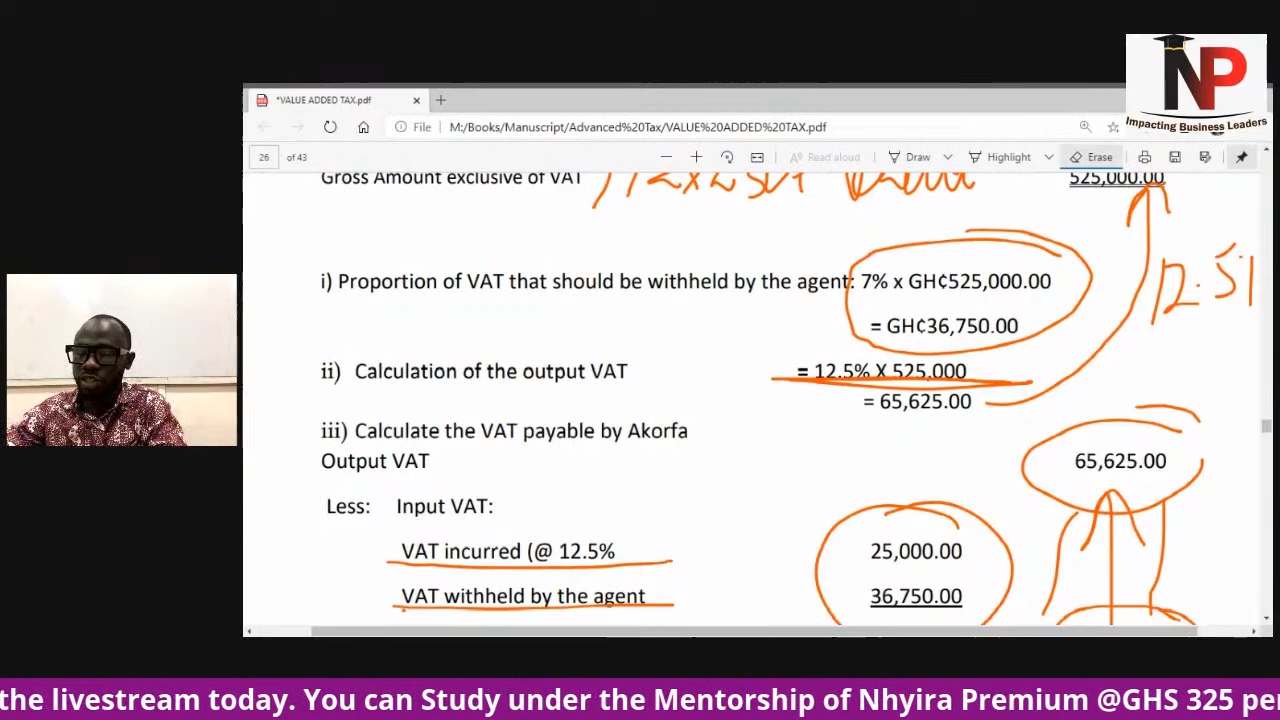 NP
Impacting Business Leaders
*VALUE ADDED TAX.pdf
File M:/Books/Manuscript/Advanced%20Tax/VALUE%20ADDED%20TAX.pdf
26 of 43 Read aloud Draw Highlight Erase
Gross Amount exclusive of VAT 525,000.00
i) Proportion of VAT that should be withheld by the agent: 7% x GH¢525,000.00
= GH¢36,750.00
12.5%
ii) Calculation of the output VAT = 12.5% X 525,000
= 65,625.00
iii) Calculate the VAT payable by Akorfa
Output VAT 65,625.00
Less: Input VAT:
VAT incurred (@ 12.5% 25,000.00
VAT withheld by the agent 36,750.00
the livestream today. You can Study under the Mentorship of Nhyira Premium @GHS 325 per